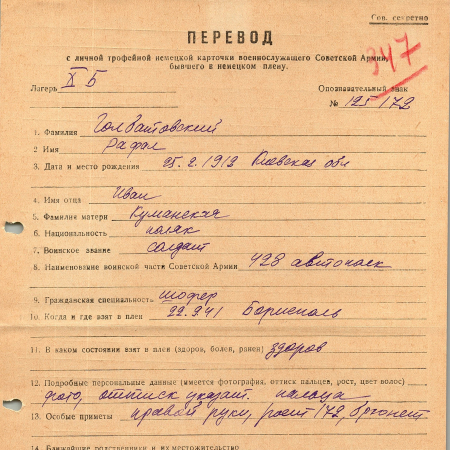 Сов. секретно
ПЕРЕВОД
с личной трофейной немецкой карточки военнослужащего Советской Армии,
бывшего в немецком плену.
347
Лагерь X Б
Опознавательный знак
№ 125172
1. Фамилия Голватовский
2 Имя Рафал
3. Дата и место рождения 25.2.1912 Киевская обл
4. Имя отца Иван
5. Фамилия матери Куманская
6. Национальность поляк
7. Воинское звание солдат
8. Наименование воинской части Советской Армии 428 автополк
9. Гражданская специальность шофер
10. Когда и где взят в плен 22.9.41 Борисполь
11. В каком состоянии взят в плен (здоров, болен, ранен) здоров
12. Подробные персональные данные (имеется фотография, оттиск пальцев, рост, цвет волос)
фото, оттиск указат. пальца
13. Особые приметы правой руки, рост 172, брюнет
14. Ближайшие родственники и их местожительство